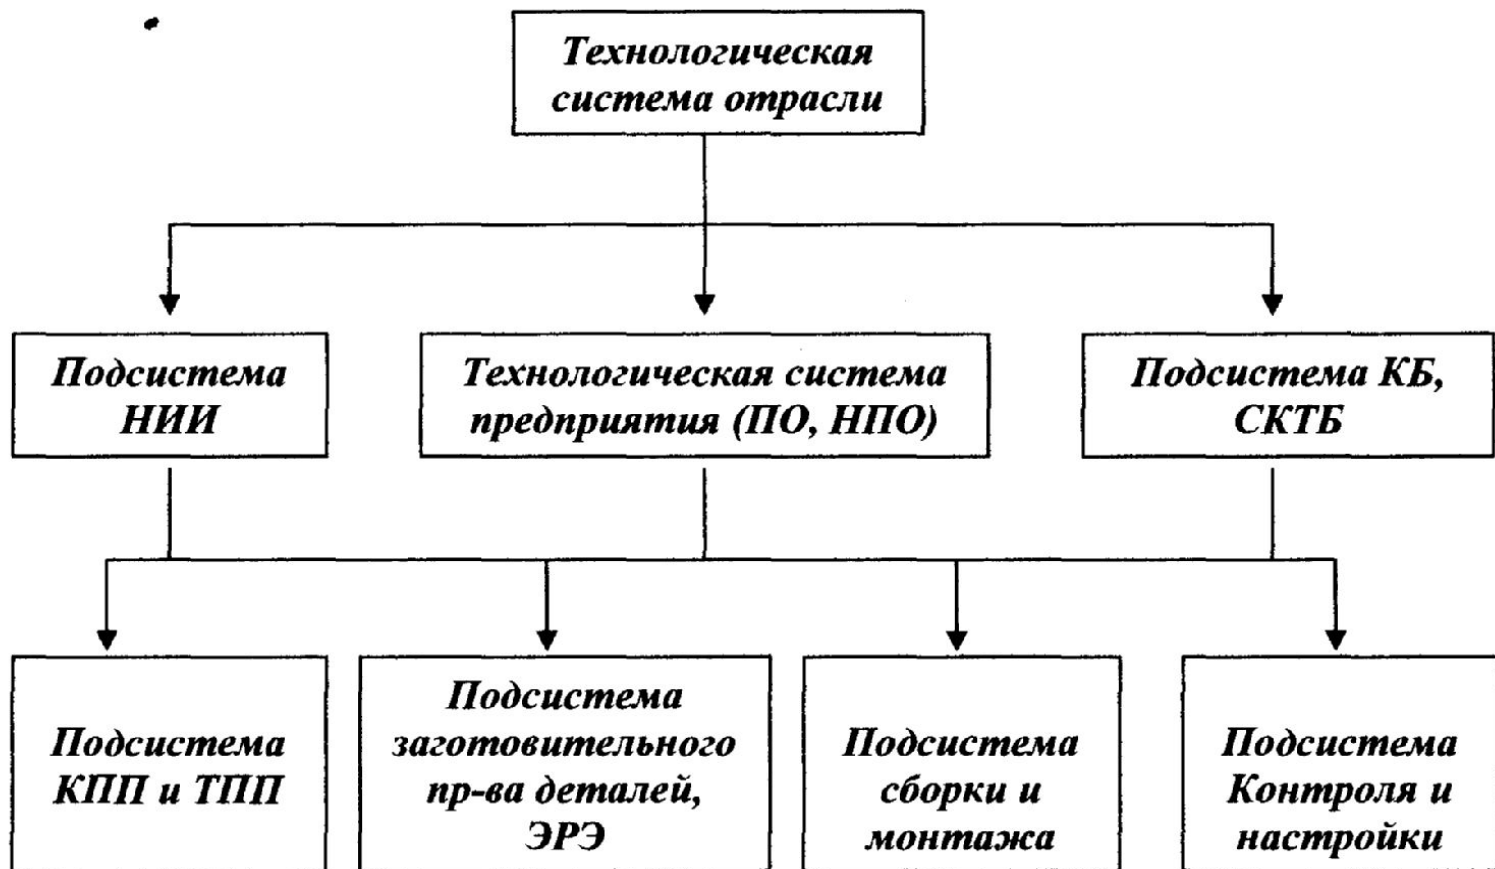 Технологическая
система отрасли
Подсистема
НИИ
Технологическая система
предприятия (ПО, НПО)
Подсистема КБ,
СКТБ
Подсистема
КПП и ТПП
Подсистема
заготовительного
пр-ва деталей,
ЭРЭ
Подсистема
сборки и
монтажа
Подсистема
Контроля и
настройки